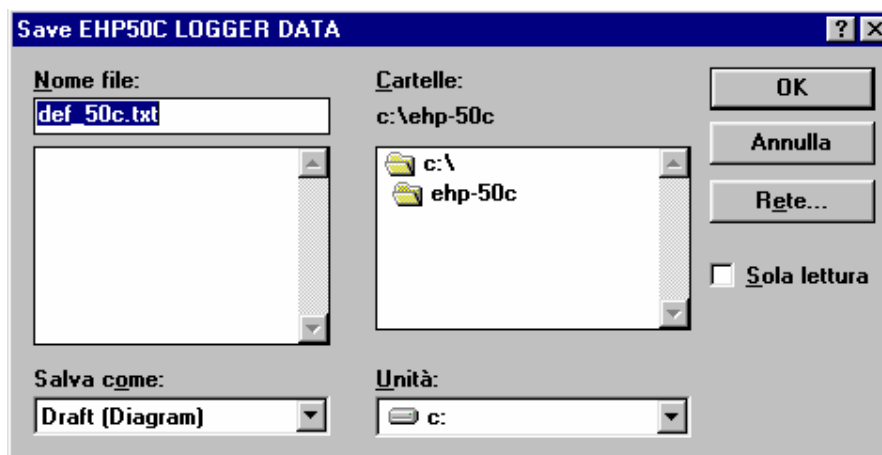 Save EHP50C LOGGER DATA
Nome file:
def_50c.txt
Cartelle:
c:\ehp-50c
c:\
ehp-50c
OK
Annulla
Rete...
Sola lettura
Salva come:
Draft (Diagram)
Unità:
c: